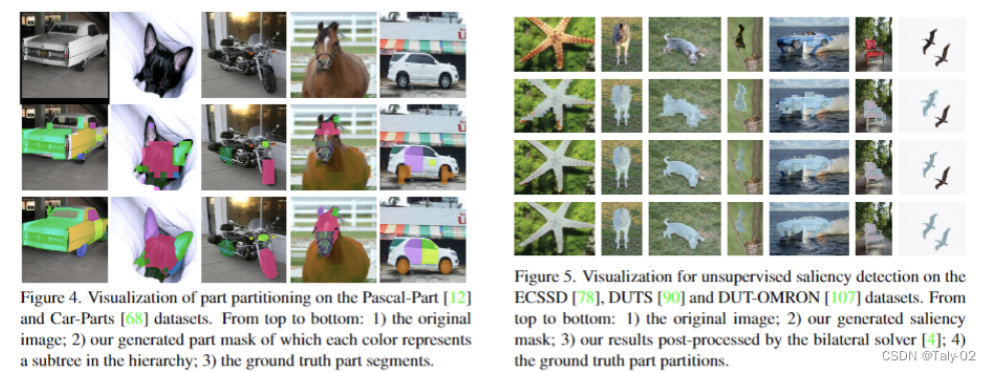 Figure 4. Visualization of part partitioning on the Pascal-Part [12]
and Car-Parts [68] datasets. From top to bottom: 1) the original
image; 2) our generated part mask of which each color represents
a subtree in the hierarchy; 3) the ground truth part segments.
Figure 5. Visualization for unsupervised saliency detection on the
ECSSD [78], DUTS [90] and DUT-OMRON [107] datasets. From
top to bottom: 1) the original image; 2) our generated saliency
mask; 3) our results post-processed by the bilateral solver [4]; 4)
the ground truth part partitions.
CSDN @Taly-02